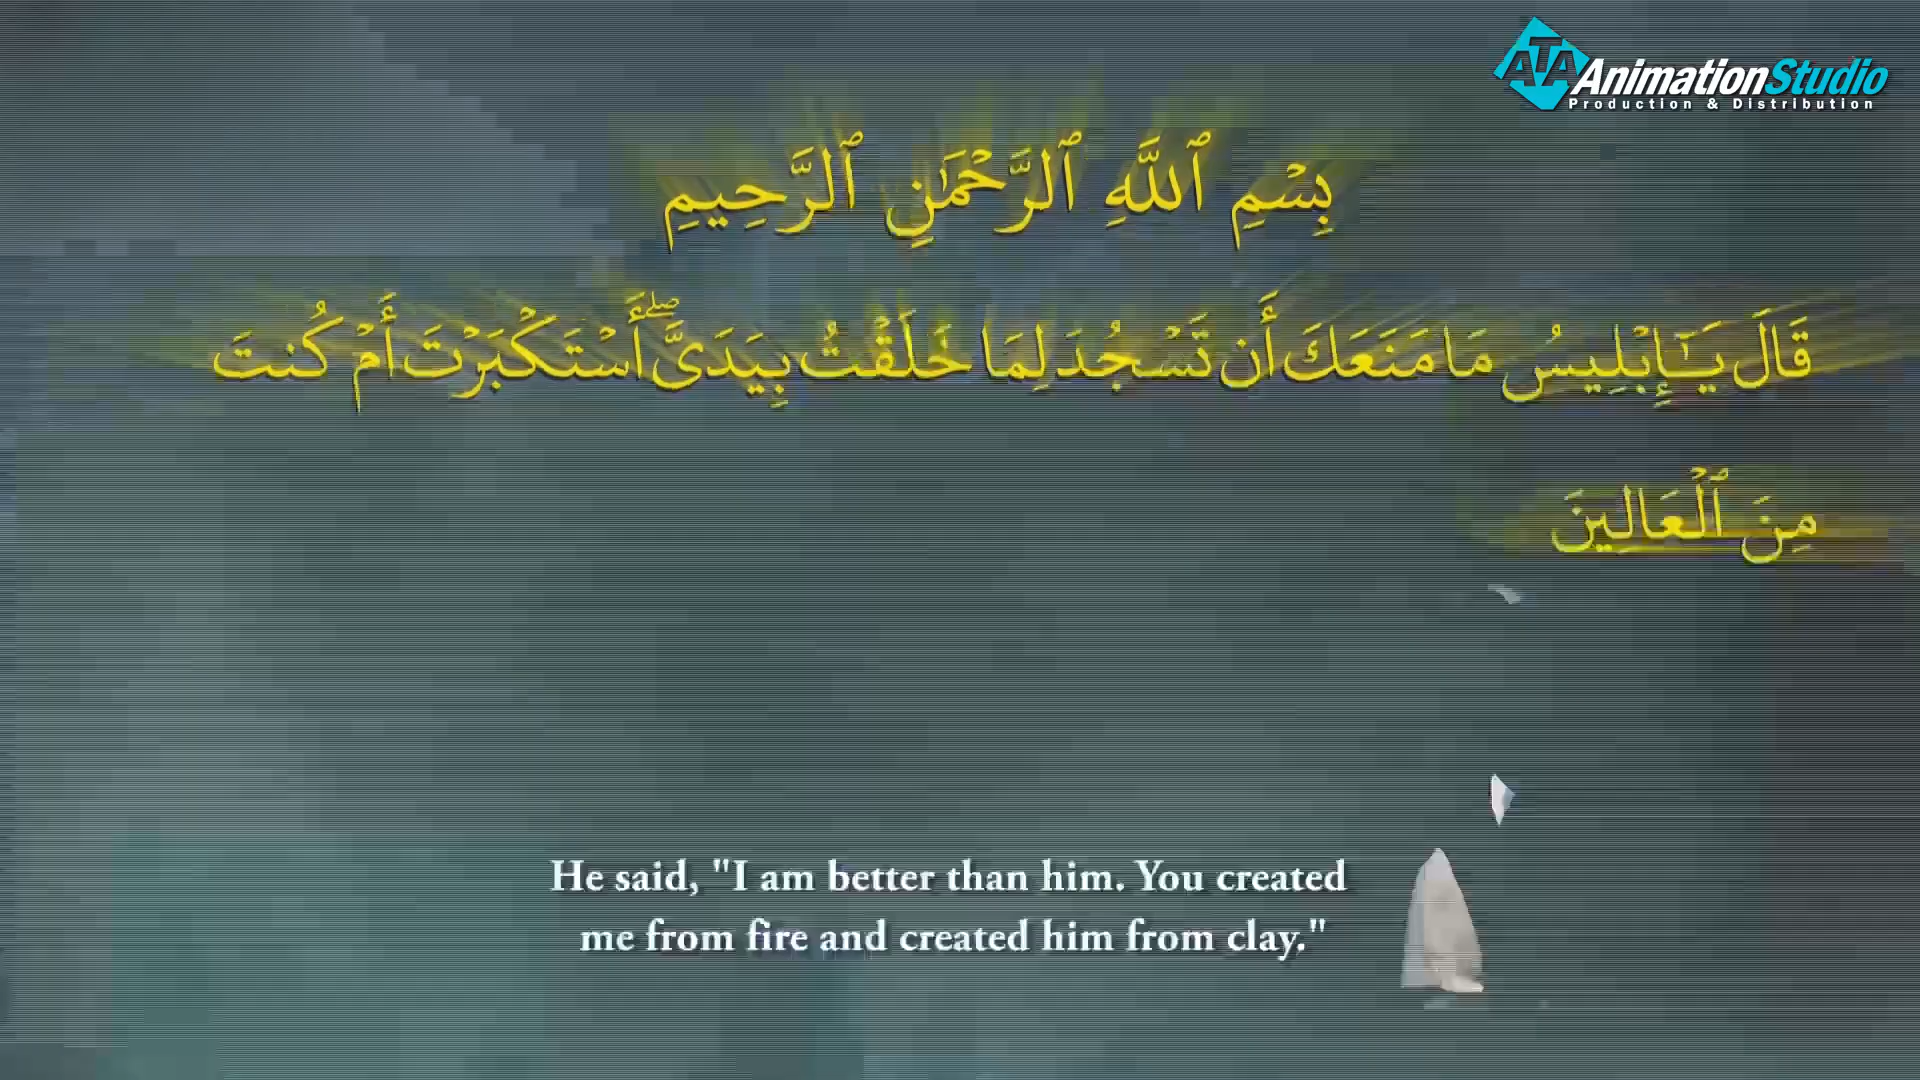 ATA AnimationStudio
Production & Distribution
بِسْمِ ٱللَّهِ ٱلرَّحْمَٰنِ ٱلرَّحِيمِ
قَالَ يَـٰٓإِبْلِيسُ مَا مَنَعَكَ أَن تَسْجُدَ لِمَا خَلَقْتُ بِيَدَىَّ ۖ أَسْتَكْبَرْتَ أَمْ كُنتَ
مِنَ ٱلْعَالِينَ
He said, "I am better than him. You created
me from fire and created him from clay."